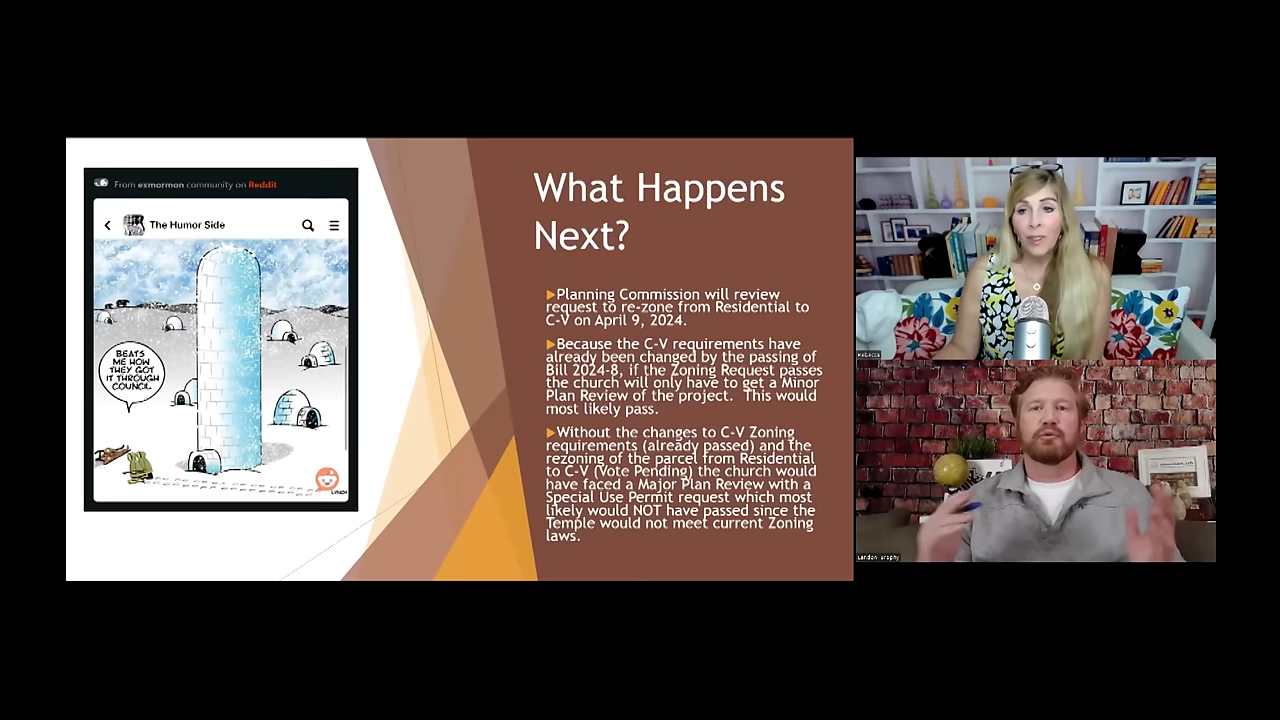 From exmormon community on Reddit
The Humor Side
BEATS
ME HOW
THEY GOT
IT THROUGH
COUNCIL
LYNCH
What Happens
Next?
Planning Commission will review
request to re-zone from Residential to
C-V on April 9, 2024.
Because the C-V requirements have
already been changed by the passing of
Bill 2024-8, if the Zoning Request passes
the church will only have to get a Minor
Plan Review of the project. This would
most likely pass.
Without the changes to C-V Zoning
requirements (already passed) and the
rezoning of the parcel from Residential
to C-V (Vote Pending) the church would
have faced a Major Plan Review with a
Special Use Permit request which most
likely would NOT have passed since the
Temple would not meet current Zoning
laws.
Rebecca
Landon Brophy